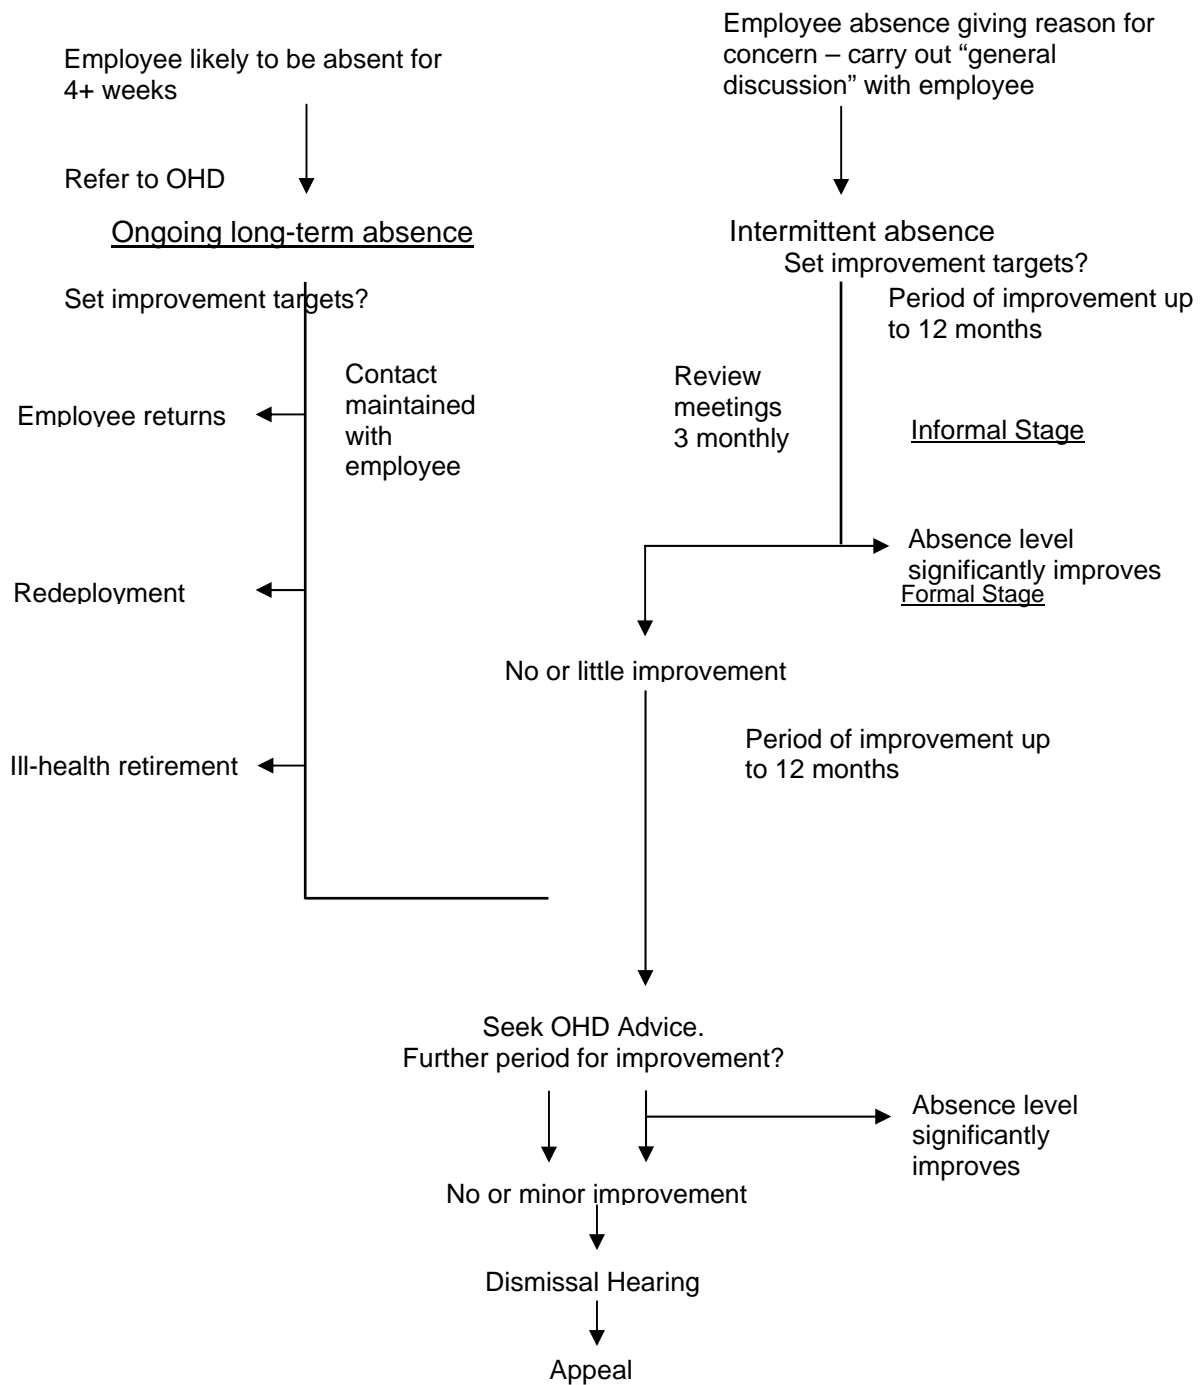 Employee likely to be absent for
4+ weeks
Employee absence giving reason for
concern – carry out “general
discussion” with employee
Refer to OHD
Ongoing long-term absence
Intermittent absence
Set improvement targets?
Set improvement targets?
Period of improvement up
to 12 months
Contact
maintained
with
employee
Review
meetings
3 monthly
Employee returns
Informal Stage
Absence level
significantly improves
Formal Stage
Redeployment
No or little improvement
Period of improvement up
to 12 months
Ill-health retirement
Seek OHD Advice.
Further period for improvement?
Absence level
significantly
improves
No or minor improvement
Dismissal Hearing
Appeal